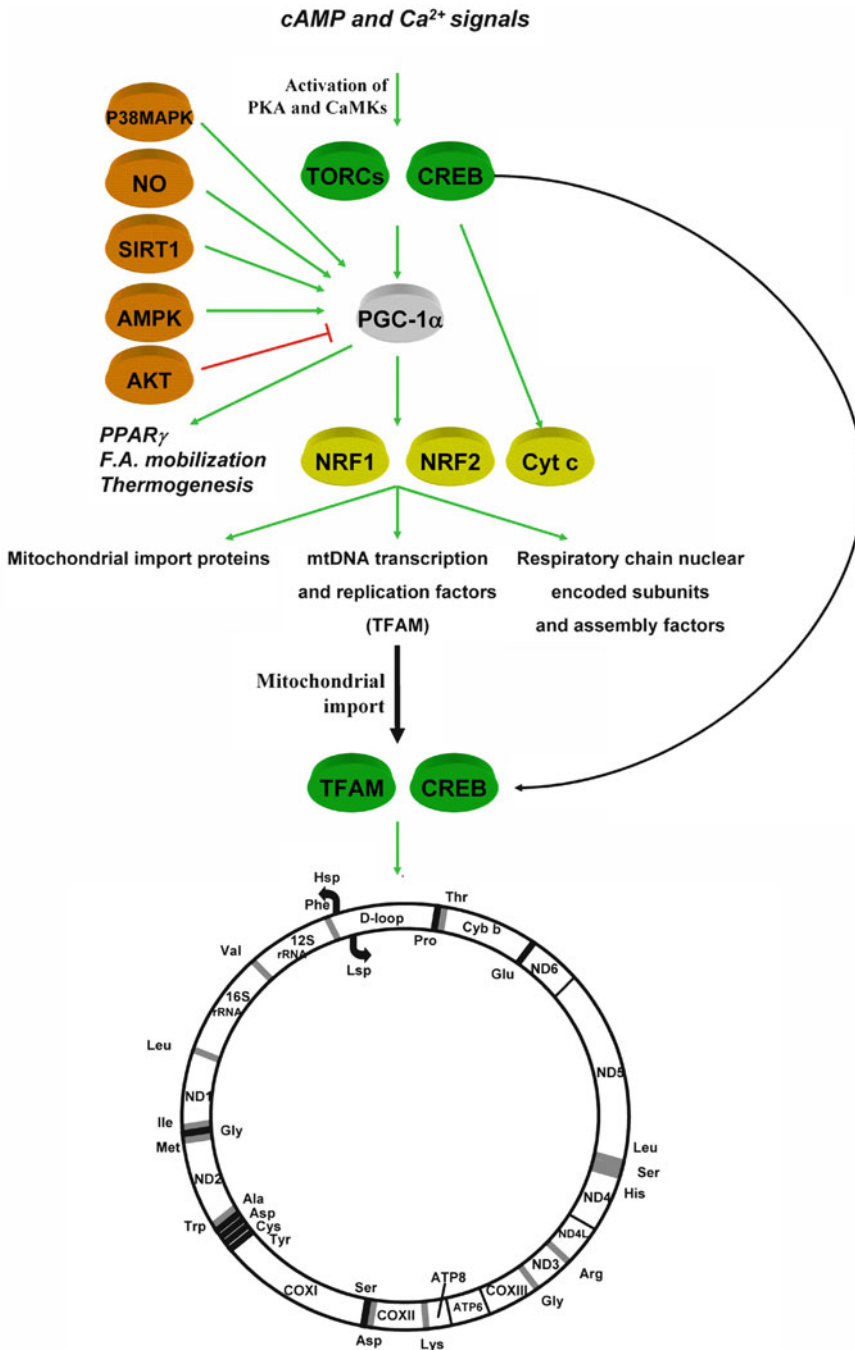 cAMP and Ca²⁺ signals
Activation of
PKA and CaMKs
P38MAPK
NO
SIRT1
AMPK
AKT
TORCs
CREB
PGC-1α
PPARγ
F.A. mobilization
Thermogenesis
NRF1
NRF2
Cyt c
Mitochondrial import proteins
mtDNA transcription
and replication factors
(TFAM)
Respiratory chain nuclear
encoded subunits
and assembly factors
Mitochondrial
import
TFAM
CREB
Hsp
Phe
D-loop
Lsp
Thr
Pro
Cyb b
Glu
ND6
ND5
Leu
Ser
His
ND4
ND4L
Arg
ND3
Gly
COXIII
ATP6
ATP8
Lys
COXII
Asp
Ser
COXI
Tyr
Cys
Asp
Ala
Trp
ND2
Met
Gly
Ile
ND1
Leu
16S
rRNA
Val
12S
rRNA